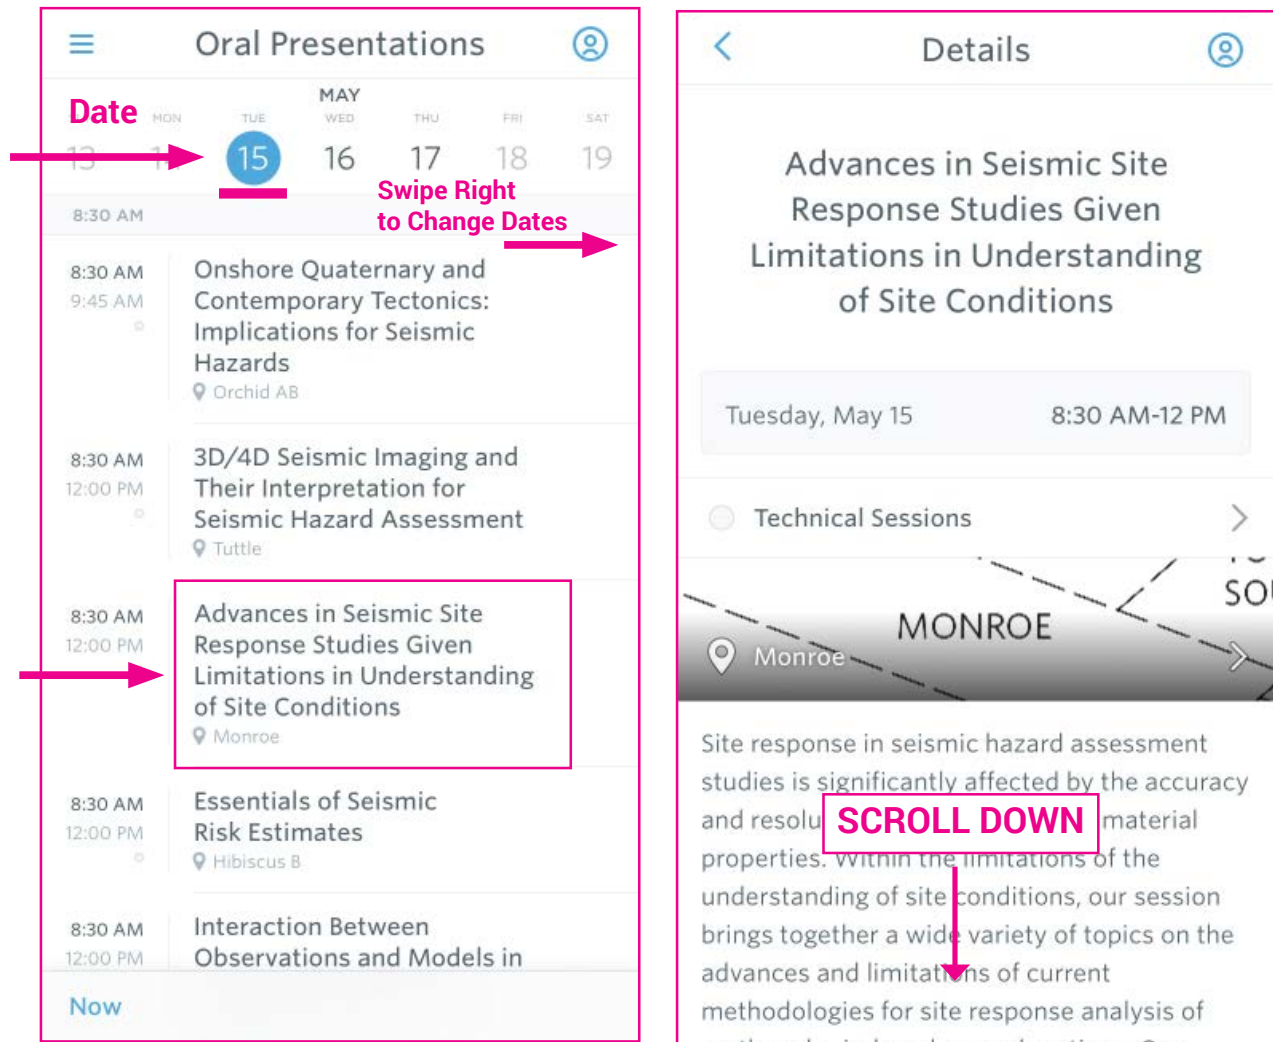 Oral Presentations
MAY
Date
MON TUE WED THU FRI SAT
13 15 16 17 18 19
Swipe Right
to Change Dates
8:30 AM
8:30 AM
9:45 AM
Onshore Quaternary and
Contemporary Tectonics:
Implications for Seismic
Hazards
Orchid AB
8:30 AM
12:00 PM
3D/4D Seismic Imaging and
Their Interpretation for
Seismic Hazard Assessment
Tuttle
8:30 AM
12:00 PM
Advances in Seismic Site
Response Studies Given
Limitations in Understanding
of Site Conditions
Monroe
8:30 AM
12:00 PM
Essentials of Seismic
Risk Estimates
Hibiscus B
8:30 AM
12:00 PM
Interaction Between
Observations and Models in
Now
Details
Advances in Seismic Site
Response Studies Given
Limitations in Understanding
of Site Conditions
Tuesday, May 15 8:30 AM-12 PM
Technical Sessions
SOU
MONROE
Monroe
Site response in seismic hazard assessment
studies is significantly affected by the accuracy
and material
SCROLL DOWN
properties. Within the limitations of the
understanding of site conditions, our session
brings together a wide variety of topics on the
advances and limitations of current
methodologies for site response analysis of